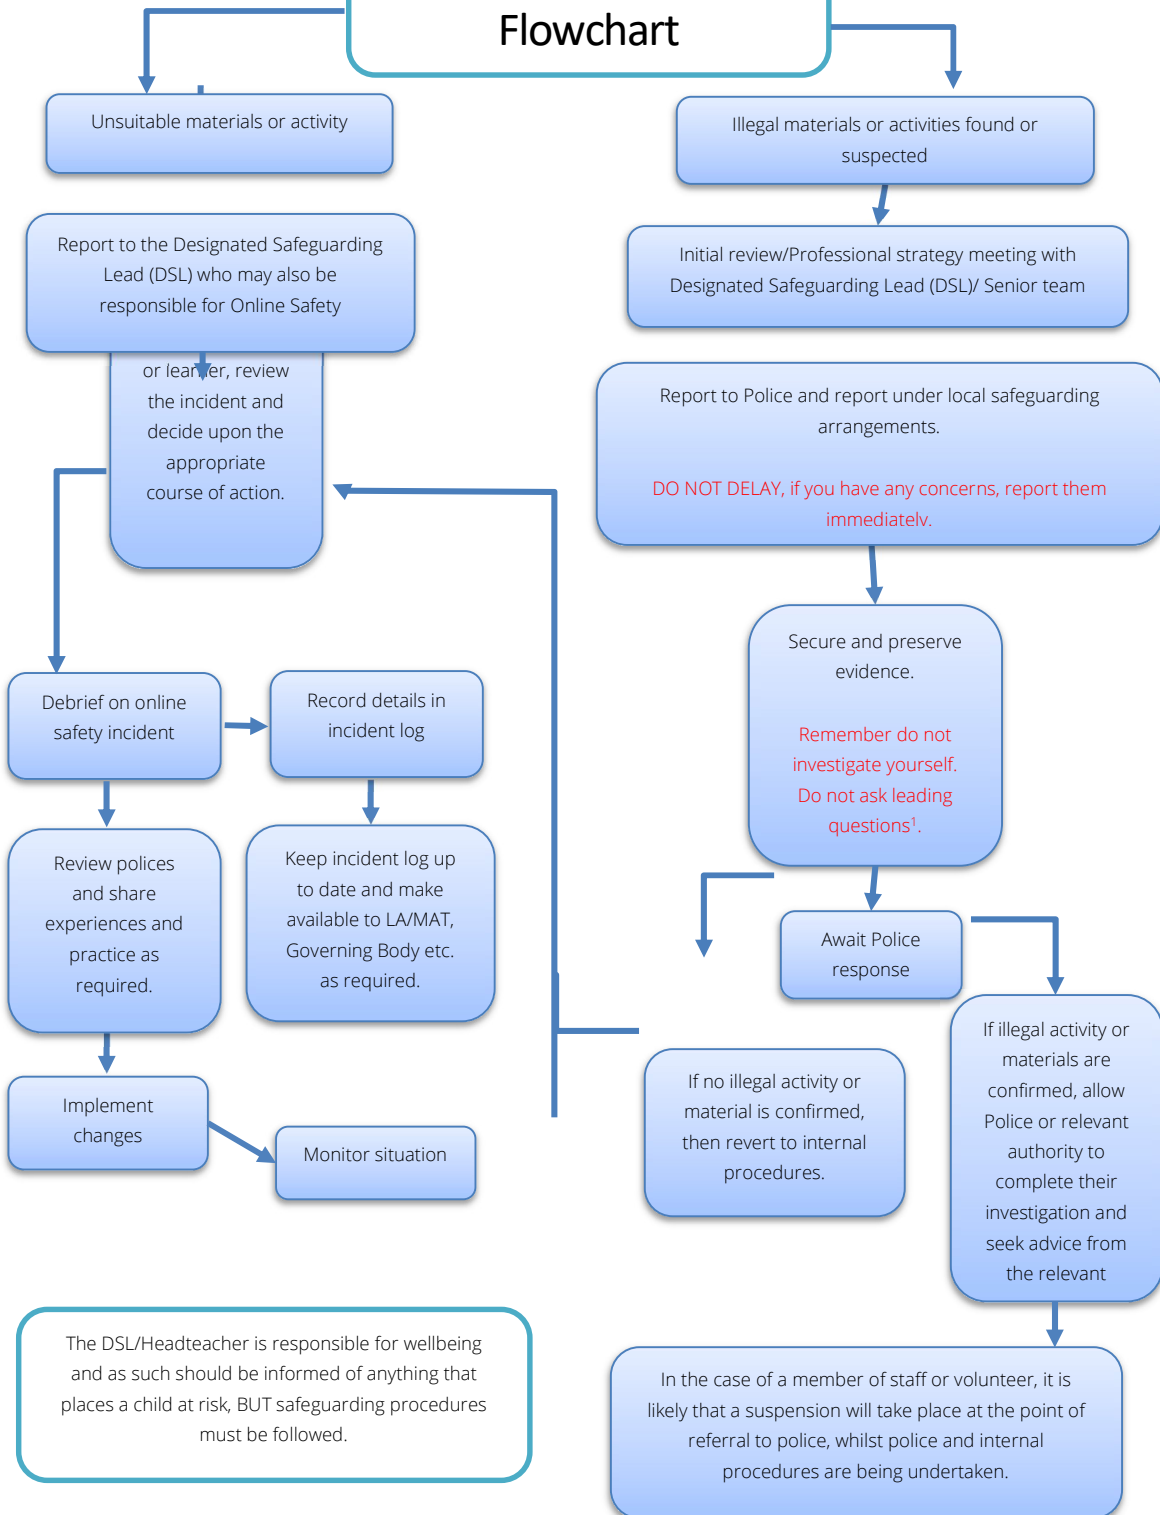 Flowchart
Unsuitable materials or activity
Report to the Designated Safeguarding
Lead (DSL) who may also be
responsible for Online Safety
or learner, review
the incident and
decide upon the
appropriate
course of action.
Debrief on online
safety incident
Record details in
incident log
Review polices
and share
experiences and
practice as
required.
Keep incident log up
to date and make
available to LA/MAT,
Governing Body etc.
as required.
Implement
changes
Monitor situation
Illegal materials or activities found or
suspected
Initial review/Professional strategy meeting with
Designated Safeguarding Lead (DSL)/ Senior team
Report to Police and report under local safeguarding
arrangements.
DO NOT DELAY, if you have any concerns, report them
immediately.
Secure and preserve
evidence.
Remember do not
investigate yourself.
Do not ask leading
questions¹.
Await Police
response
If no illegal activity or
material is confirmed,
then revert to internal
procedures.
If illegal activity or
materials are
confirmed, allow
Police or relevant
authority to
complete their
investigation and
seek advice from
the relevant
In the case of a member of staff or volunteer, it is
likely that a suspension will take place at the point of
referral to police, whilst police and internal
procedures are being undertaken.
The DSL/Headteacher is responsible for wellbeing
and as such should be informed of anything that
places a child at risk, BUT safeguarding procedures
must be followed.